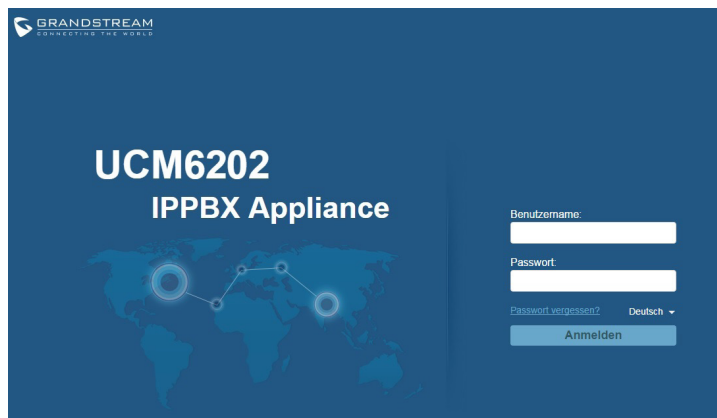 GRANDSTREAM
CONNECTING THE WORLD
UCM6202
IPPBX Appliance
Benutzername:
Passwort:
Passwort vergessen? Deutsch
Anmelden